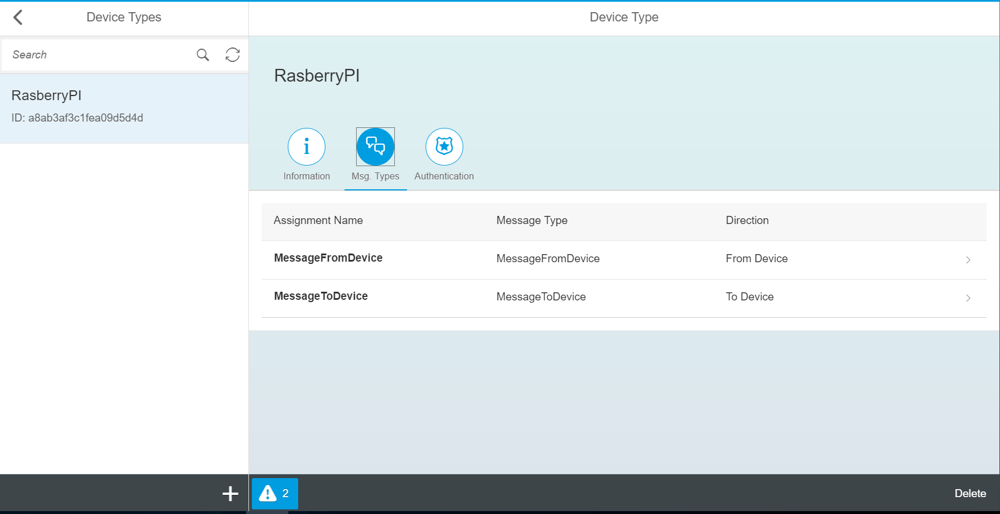 Device Types
Device Type
Search
RasberryPI
ID: a8ab3af3c1fea09d5d4d
RasberryPI
Information
Msg. Types
Authentication
Assignment Name Message Type Direction
MessageFromDevice MessageFromDevice From Device
MessageToDevice MessageToDevice To Device
2
Delete